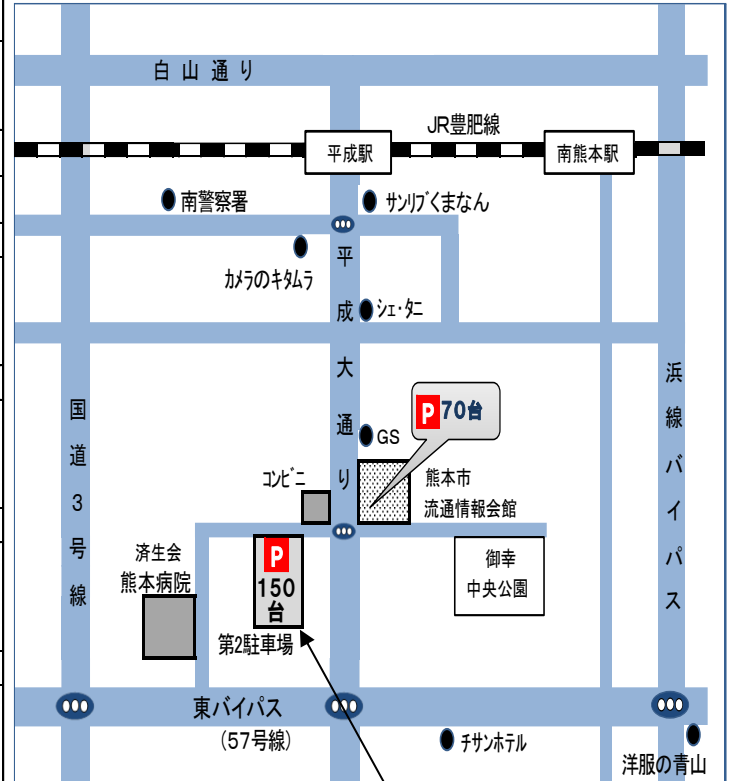 白山通り
JR豊肥線
平成駅
南熊本駅
南警察署
サンリブくまなん
カメラのキタムラ
平成大通り
シェ・タニ
国道3号線
浜線バイパス
P70台
GS
コンビニ
熊本市
流通情報会館
済生会
熊本病院
P
150
台
第2駐車場
御幸
中央公園
東バイパス
(57号線)
チサンホテル
洋服の青山